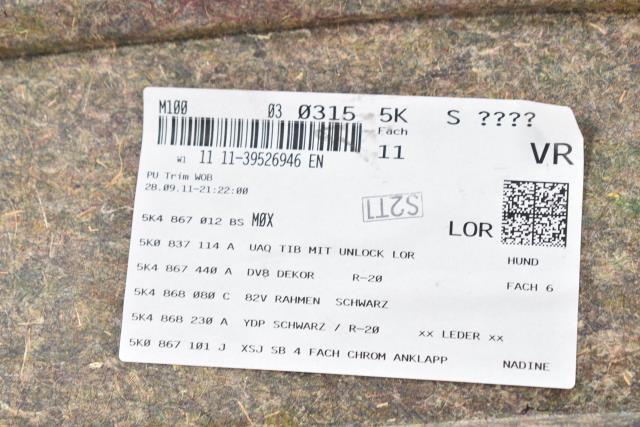 M100 03 0315 5K S ????
Fach
11 VR
W1 11 11-39526946 EN
PU Trim WOB
28.09.11-21:22:00
S2T1
5K4 867 012 BS M0X LOR
5K0 837 114 A UAQ TIB MIT UNLOCK LOR HUND
5K4 867 440 A DV8 DEKOR R-20 FACH 6
5K4 868 080 C 82V RAHMEN SCHWARZ
5K4 868 230 A YDP SCHWARZ / R-20 xx LEDER xx
5K0 867 101 J XSJ SB 4 FACH CHROM ANKLAPP NADINE